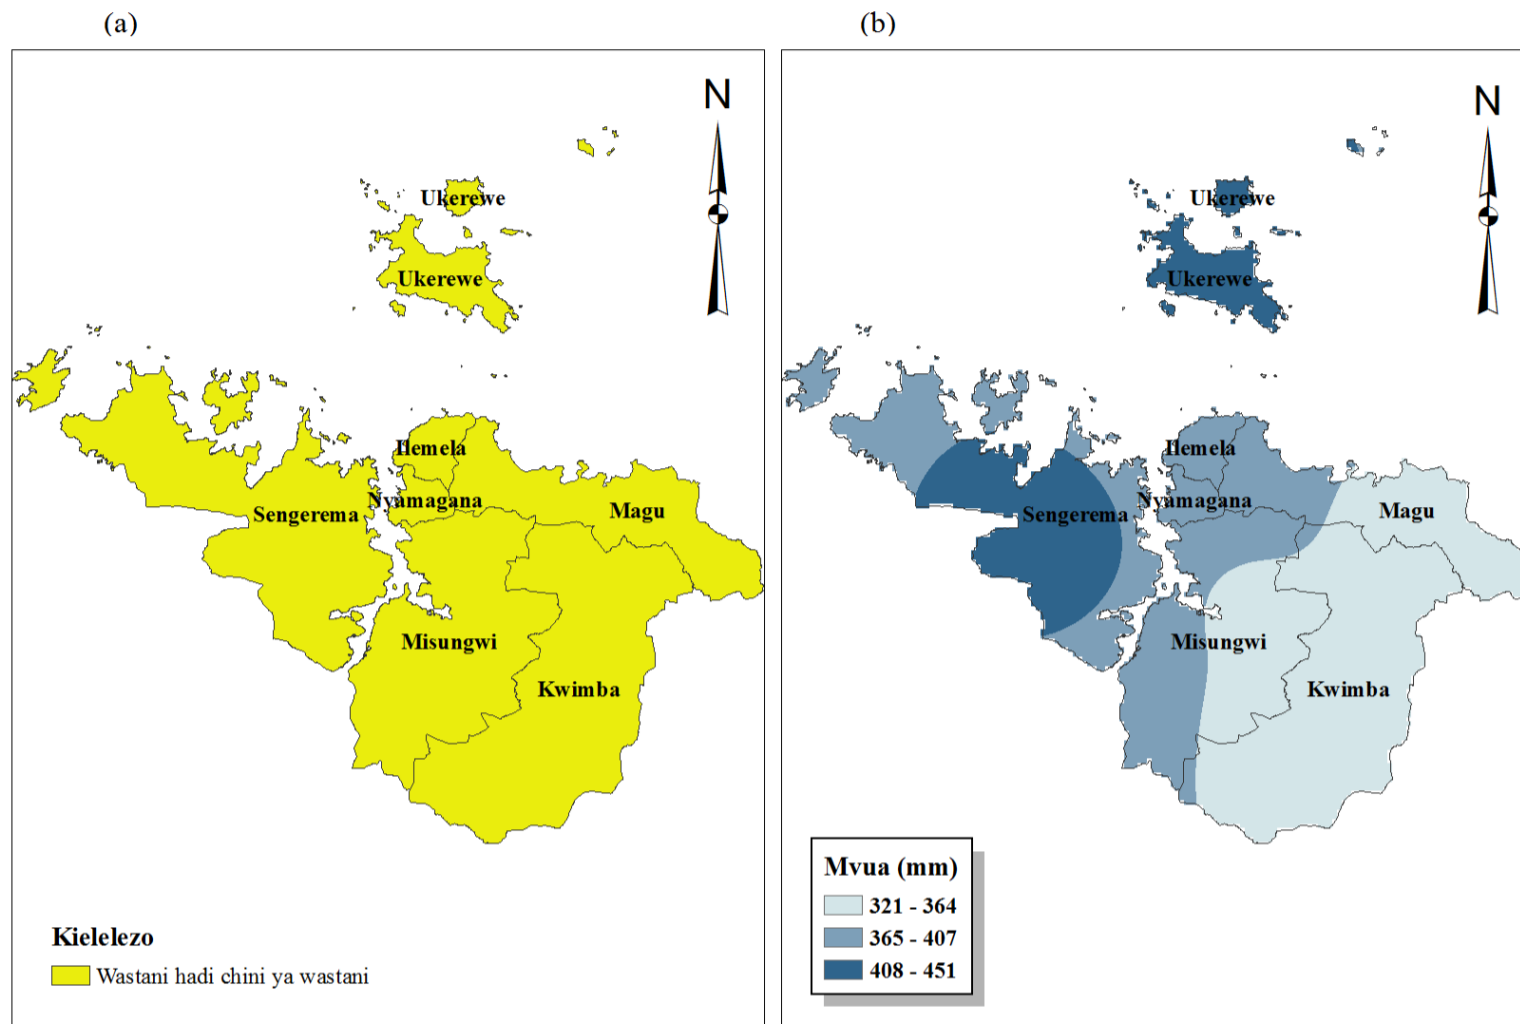 (a)
N
Ukerewe
Ukerewe
Ilemela
Nyamagana
Sengerema
Magu
Misungwi
Kwimba
Kielelezo
Wastani hadi chini ya wastani
(b)
N
Ukerewe
Ukerewe
Ilemela
Nyamagana
Sengerema
Magu
Misungwi
Kwimba
Mvua (mm)
321 - 364
365 - 407
408 - 451